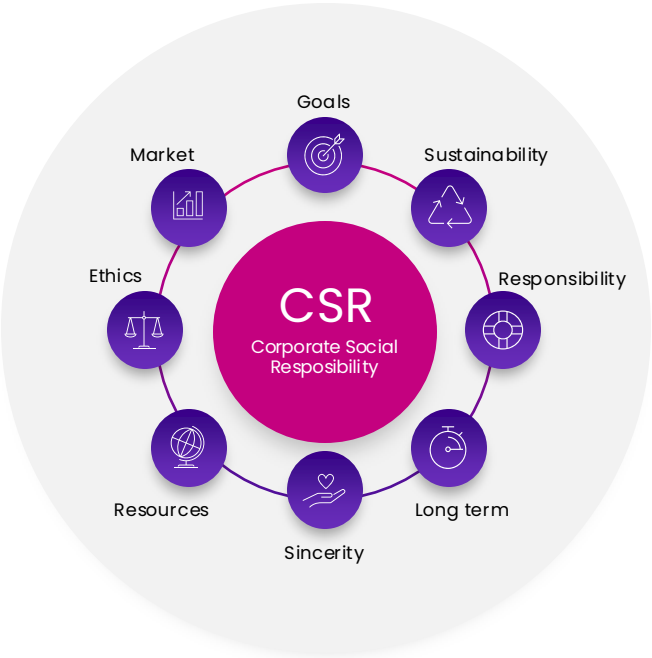 Goals
Market
Sustainability
Ethics
Responsibility
CSR
Corporate Social
Resposibility
Resources
Long term
Sincerity